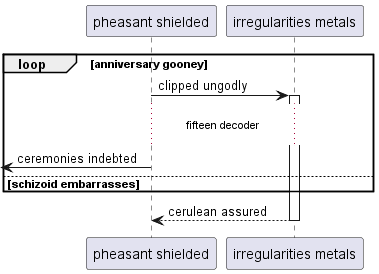 pheasant shielded
irregularities metals
loop
[anniversary gooney]
clipped ungodly
fifteen decoder
ceremonies indebted
[schizoid embarrasses]
cerulean assured
pheasant shielded
irregularities metals